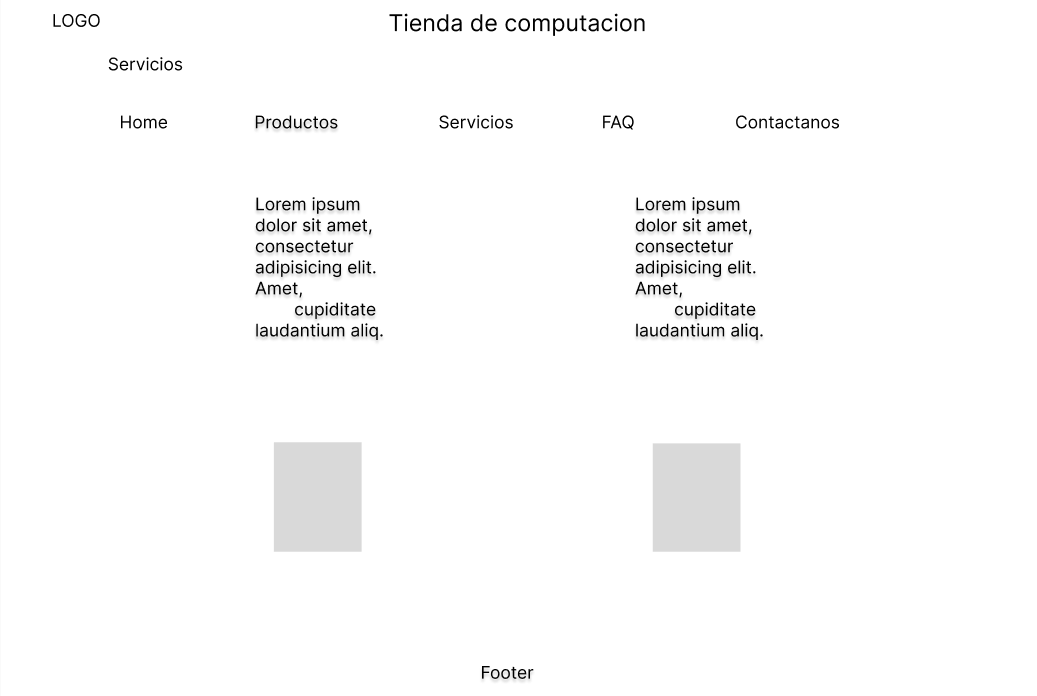 LOGO
Tienda de computacion
Servicios
Home
Productos
Servicios
FAQ
Contactanos
Lorem ipsum
dolor sit amet,
consectetur
adipisicing elit.
Amet,
cupiditate
laudantium aliq.
Lorem ipsum
dolor sit amet,
consectetur
adipisicing elit.
Amet,
cupiditate
laudantium aliq.
Footer